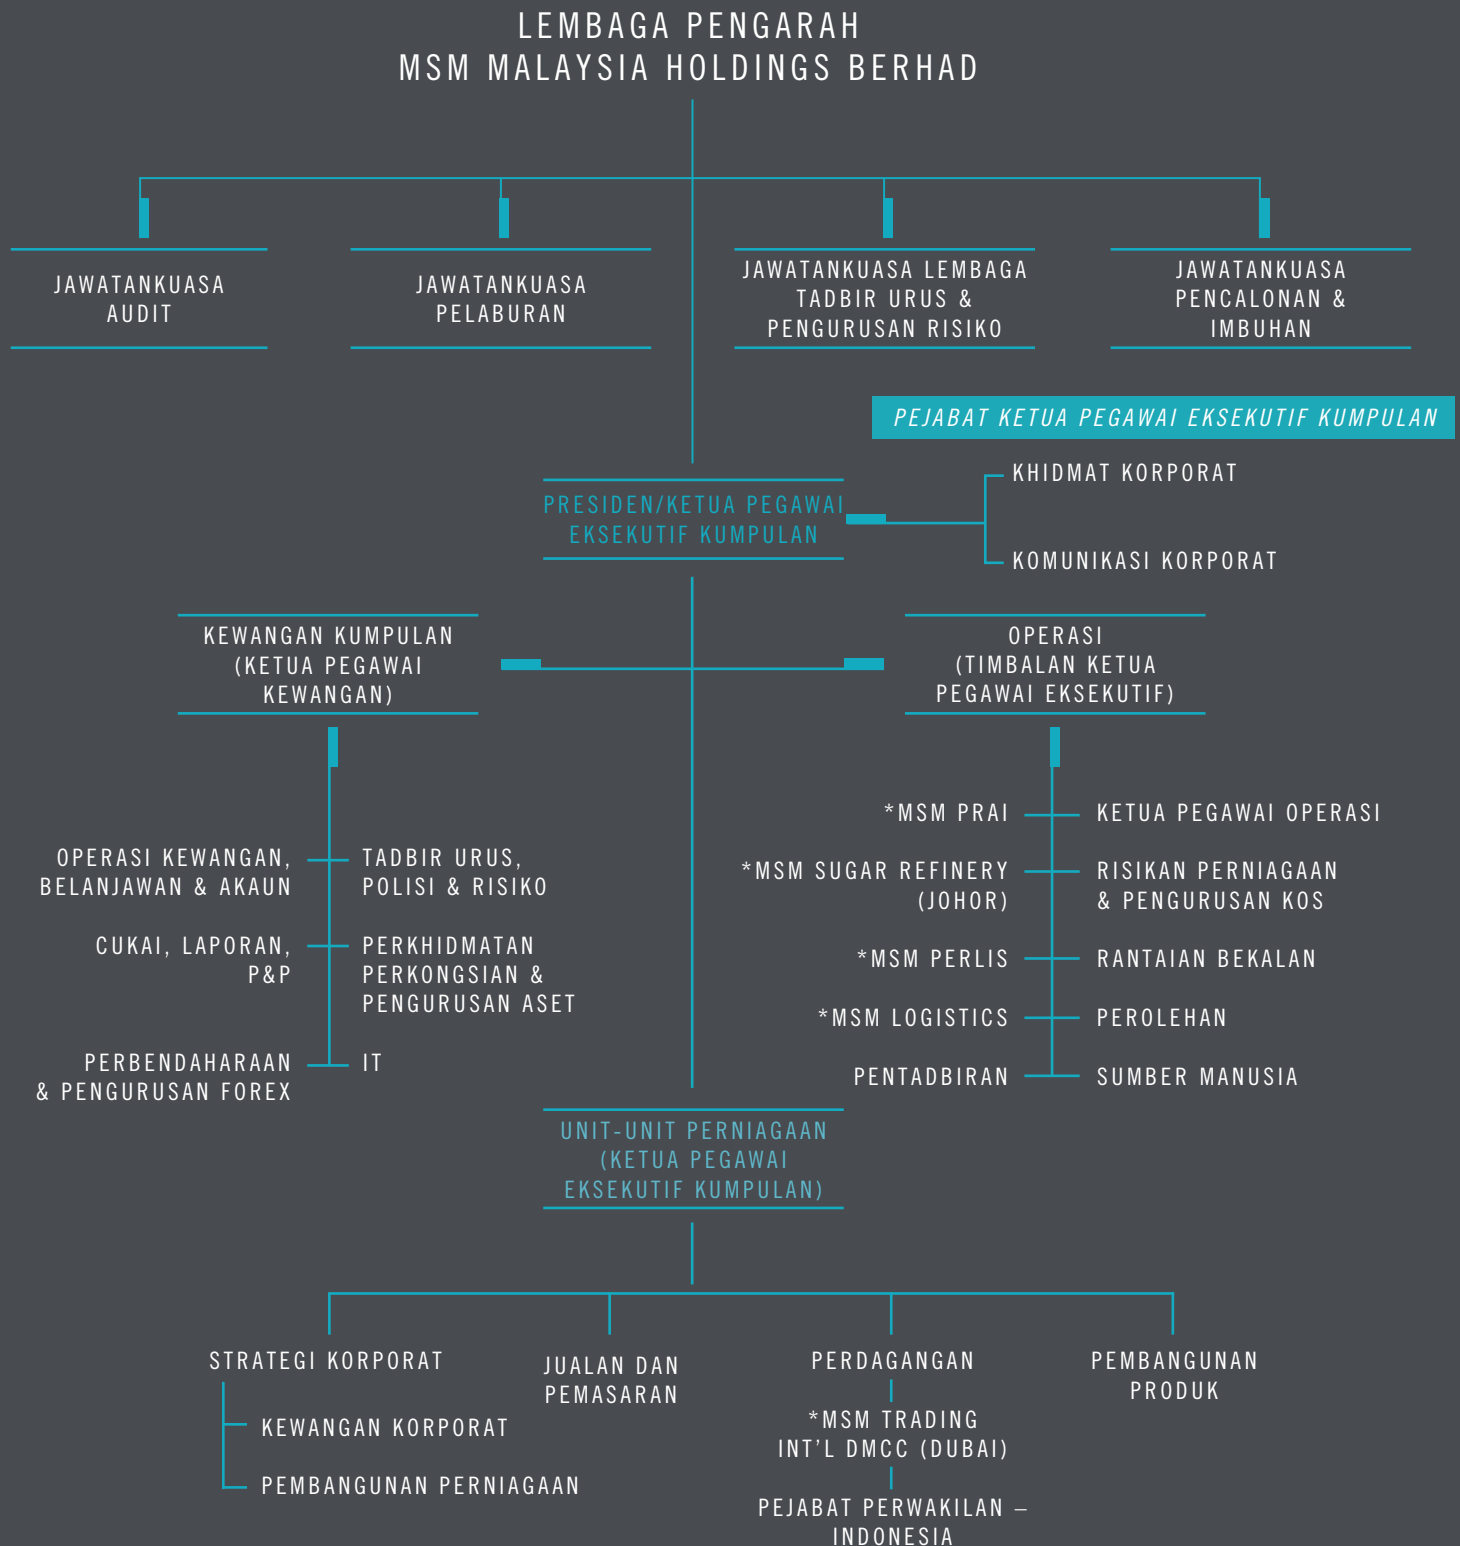 LEMBAGA PENGARAH
MSM MALAYSIA HOLDINGS BERHAD
JAWATANKUASA
AUDIT
JAWATANKUASA
PELABURAN
JAWATANKUASA LEMBAGA
TADBIR URUS &
PENGURUSAN RISIKO
JAWATANKUASA
PENCALONAN &
IMBUHAN
PEJABAT KETUA PEGAWAI EKSEKUTIF KUMPULAN
PRESIDEN/KETUA PEGAWAI
EKSEKUTIF KUMPULAN
KHIDMAT KORPORAT
KOMUNIKASI KORPORAT
KEWANGAN KUMPULAN
(KETUA PEGAWAI
KEWANGAN)
OPERASI
(TIMBALAN KETUA
PEGAWAI EKSEKUTIF)
OPERASI KEWANGAN,
BELANJAWAN & AKAUN
TADBIR URUS,
POLISI & RISIKO
CUKAI, LAPORAN,
P&P
PERKHIDMATAN
PERKONGSIAN &
PENGURUSAN ASET
PERBENDAHARAAN
& PENGURUSAN FOREX
IT
*MSM PRAI
KETUA PEGAWAI OPERASI
*MSM SUGAR REFINERY
(JOHOR)
RISIKAN PERNIAGAAN
& PENGURUSAN KOS
*MSM PERLIS
RANTAIAN BEKALAN
*MSM LOGISTICS
PEROLEHAN
PENTADBIRAN
SUMBER MANUSIA
UNIT-UNIT PERNIAGAAN
(KETUA PEGAWAI
EKSEKUTIF KUMPULAN)
STRATEGI KORPORAT
KEWANGAN KORPORAT
PEMBANGUNAN PERNIAGAAN
JUALAN DAN
PEMASARAN
PERDAGANGAN
*MSM TRADING
INT'L DMCC (DUBAI)
PEJABAT PERWAKILAN –
INDONESIA
PEMBANGUNAN
PRODUK